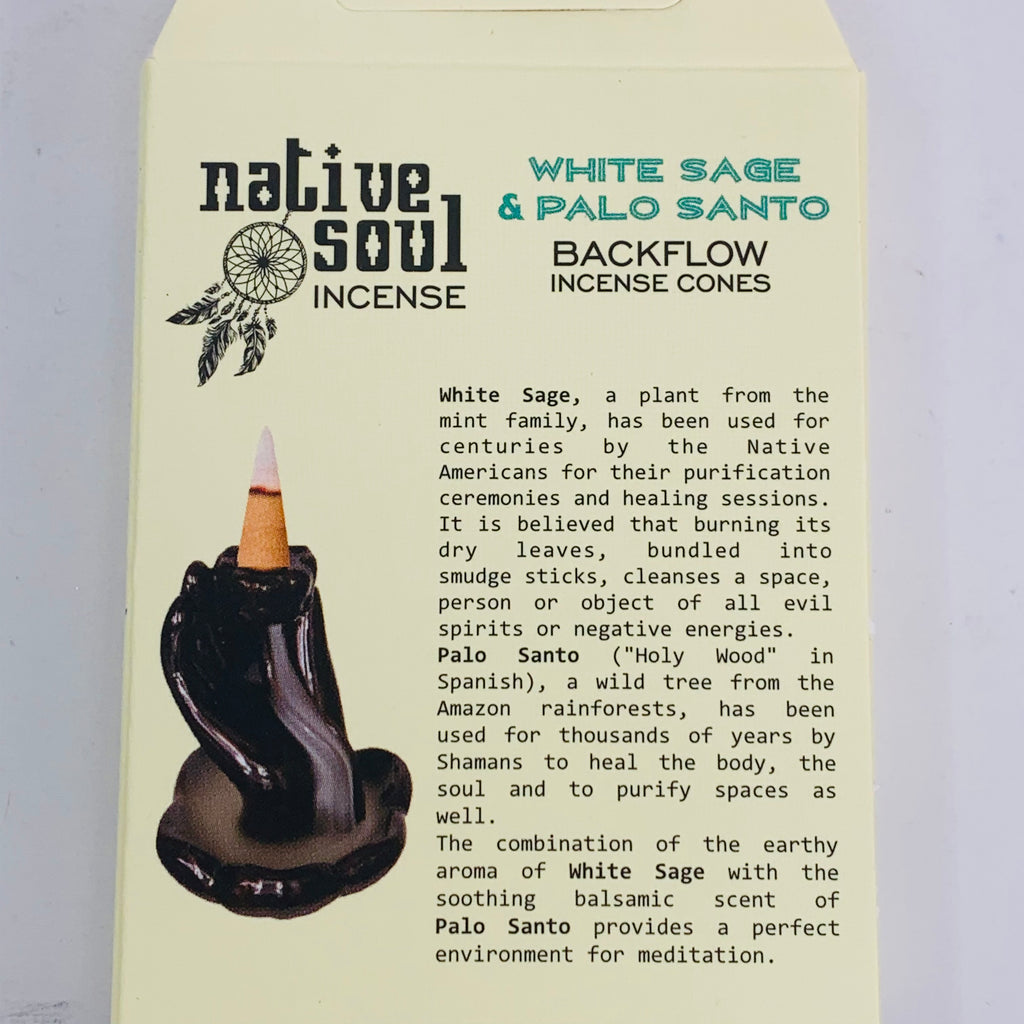 native
soul
INCENSE
WHITE SAGE
& PALO SANTO
BACKFLOW
INCENSE CONES
White Sage, a plant from the
mint family, has been used for
centuries by the Native
Americans for their purification
ceremonies and healing sessions.
It is believed that burning its
dry leaves, bundled into
smudge sticks, cleanses a space,
person or object of all evil
spirits or negative energies.
Palo Santo ("Holy Wood" in
Spanish), a wild tree from the
Amazon rainforests, has been
used for thousands of years by
Shamans to heal the body, the
soul and to purify spaces as
well.
The combination of the earthy
aroma of White Sage with the
soothing balsamic scent of
Palo Santo provides a perfect
environment for meditation.